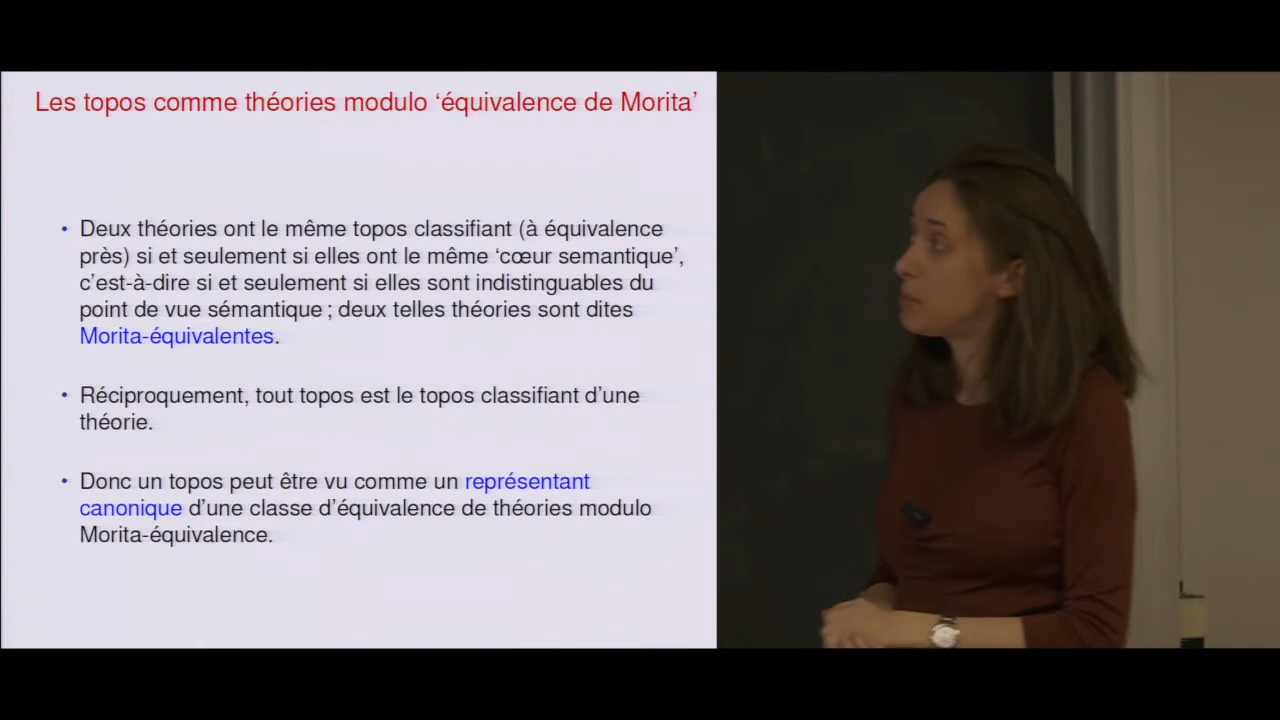 Les topos comme théories modulo ‘équivalence de Morita’
• Deux théories ont le même topos classifiant (à équivalence
près) si et seulement si elles ont le même ‘cœur semantique’,
c’est-à-dire si et seulement si elles sont indistinguables du
point de vue sémantique ; deux telles théories sont dites
Morita-équivalentes.
• Réciproquement, tout topos est le topos classifiant d’une
théorie.
• Donc un topos peut être vu comme un représentant
canonique d’une classe d’équivalence de théories modulo
Morita-équivalence.